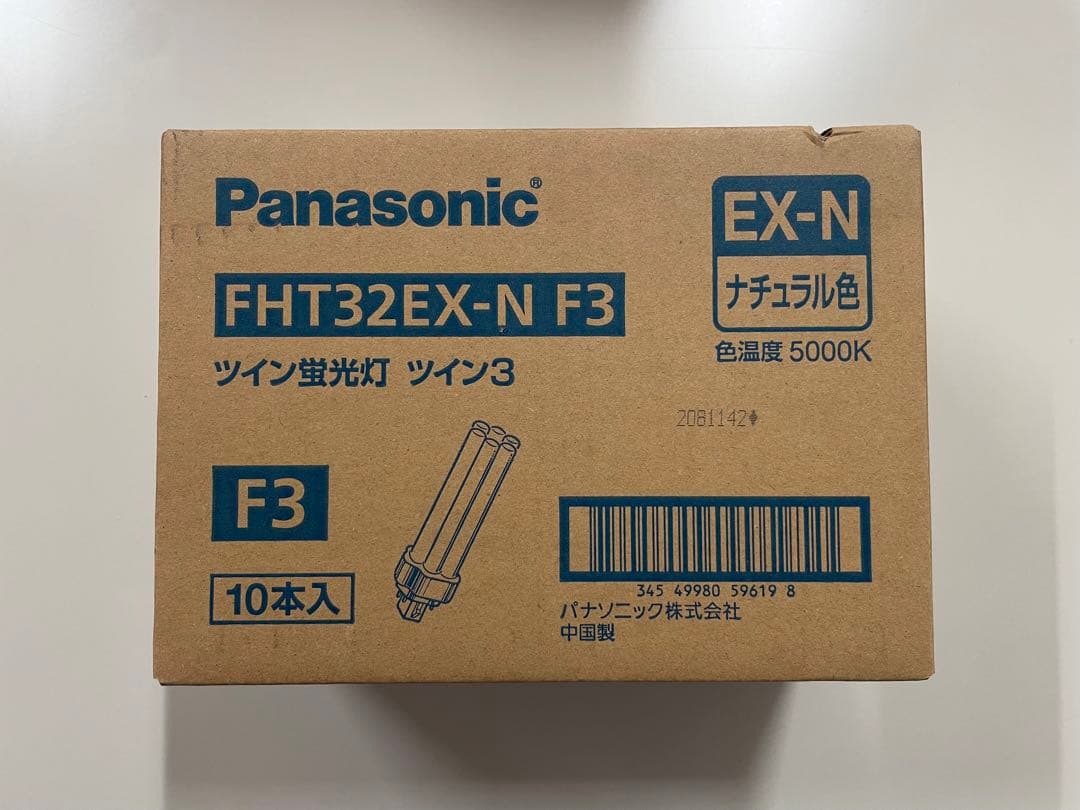 Panasonic®
EX-N
ナチュラル色
色温度 5000K
FHT32EX-N F3
ツイン蛍光灯 ツイン3
2081142
F3
10本入
345 49980 59619 8
パナソニック株式会社
中国製